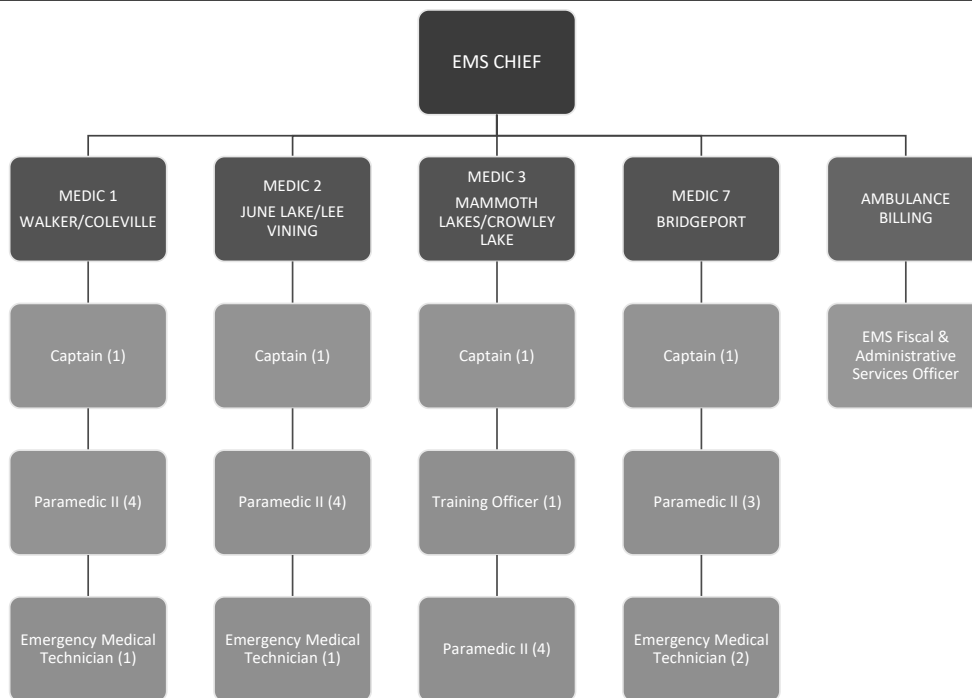 EMS CHIEF
MEDIC 1
WALKER/COLEVILLE
MEDIC 2
JUNE LAKE/LEE
VINING
MEDIC 3
MAMMOTH
LAKES/CROWLEY
LAKE
MEDIC 7
BRIDGEPORT
AMBULANCE
BILLING
Captain (1)
Captain (1)
Captain (1)
Captain (1)
EMS Fiscal &
Administrative
Services Officer
Paramedic II (4)
Paramedic II (4)
Training Officer (1)
Paramedic ll (3)
Emergency Medical
Technician (1)
Emergency Medical
Technician (1)
Paramedic II (4)
Emergency Medical
Technician (2)